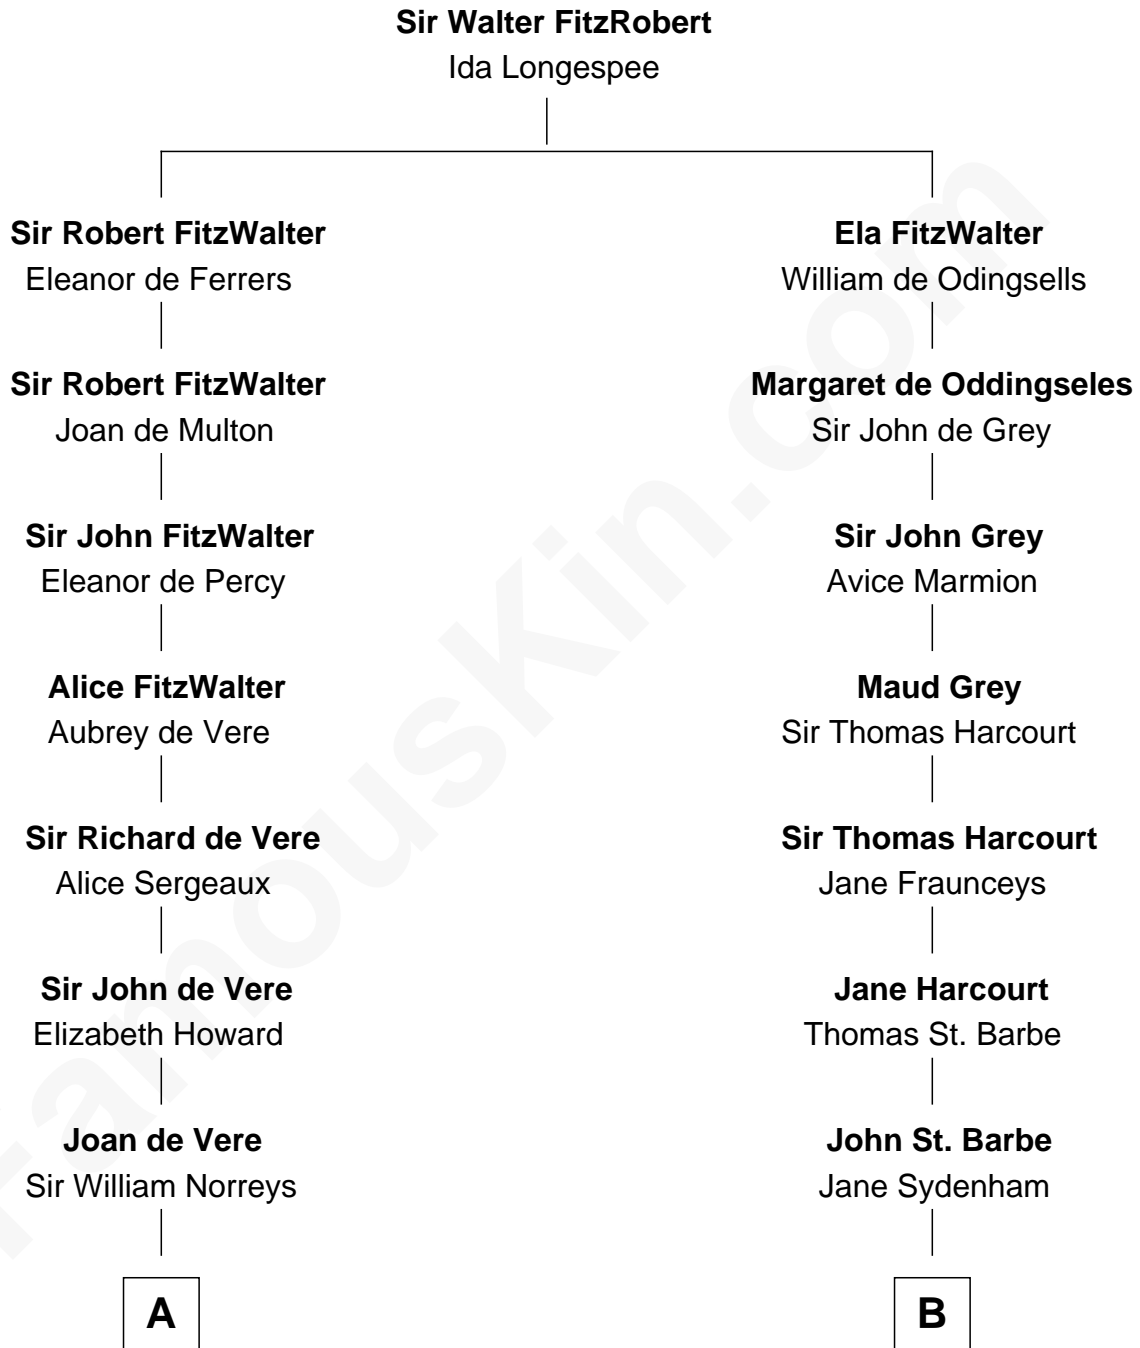 Sir Walter FitzRobert
Ida Longespee
Sir Robert FitzWalter
Eleanor de Ferrers
Sir Robert FitzWalter
Joan de Multon
Sir John FitzWalter
Eleanor de Percy
Alice FitzWalter
Aubrey de Vere
Sir Richard de Vere
Alice Sergeaux
Sir John de Vere
Elizabeth Howard
Joan de Vere
Sir William Norreys
A
Ela FitzWalter
William de Odingsells
Margaret de Oddingseles
Sir John de Grey
Sir John Grey
Avice Marmion
Maud Grey
Sir Thomas Harcourt
Sir Thomas Harcourt
Jane Fraunceys
Jane Harcourt
Thomas St. Barbe
John St. Barbe
Jane Sydenham
B
FamousKin.com